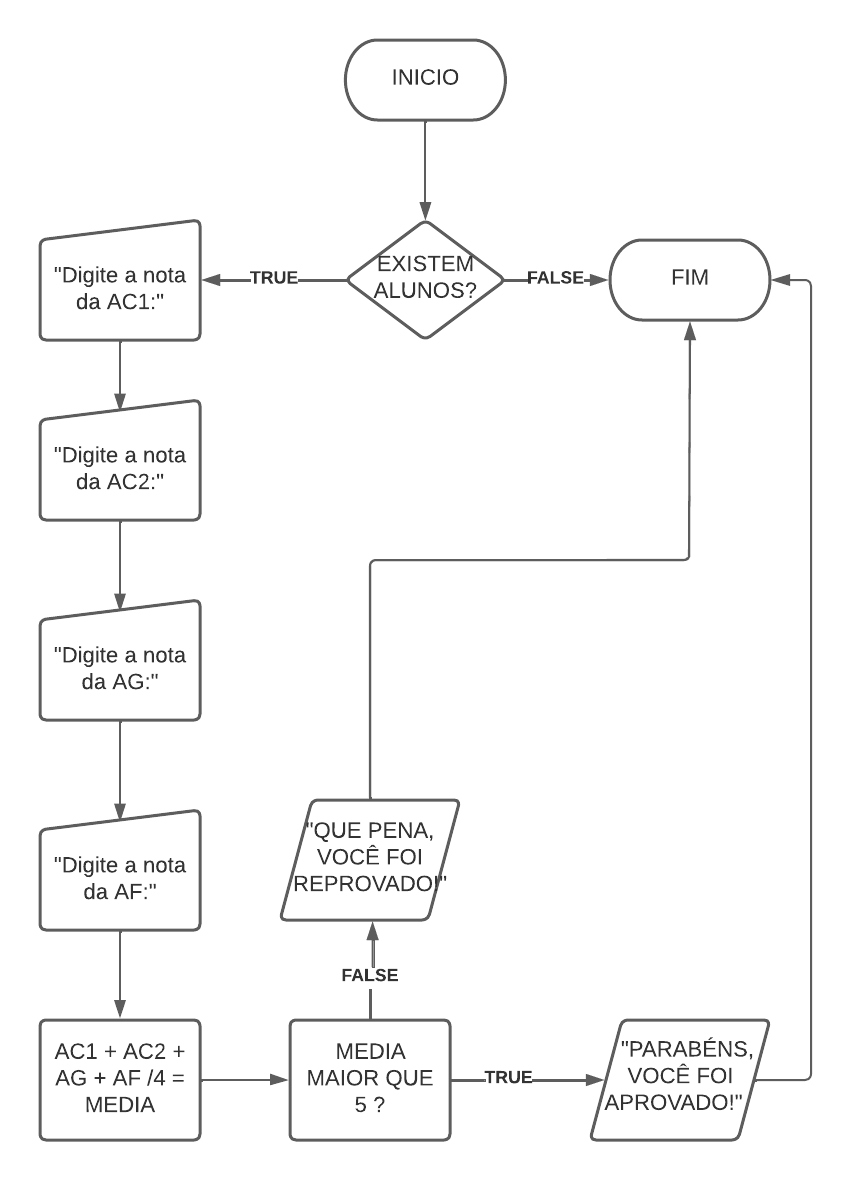 INICIO
EXISTEM
ALUNOS?
TRUE
FALSE
FIM
"Digite a nota
da AC1:"
"Digite a nota
da AC2:"
"Digite a nota
da AG:"
"Digite a nota
da AF:"
AC1 + AC2 +
AG + AF /4 =
MEDIA
MEDIA
MAIOR QUE
5 ?
FALSE
"QUE PENA,
VOCÊ FOI
REPROVADO!"
TRUE
"PARABÉNS,
VOCÊ FOI
APROVADO!"